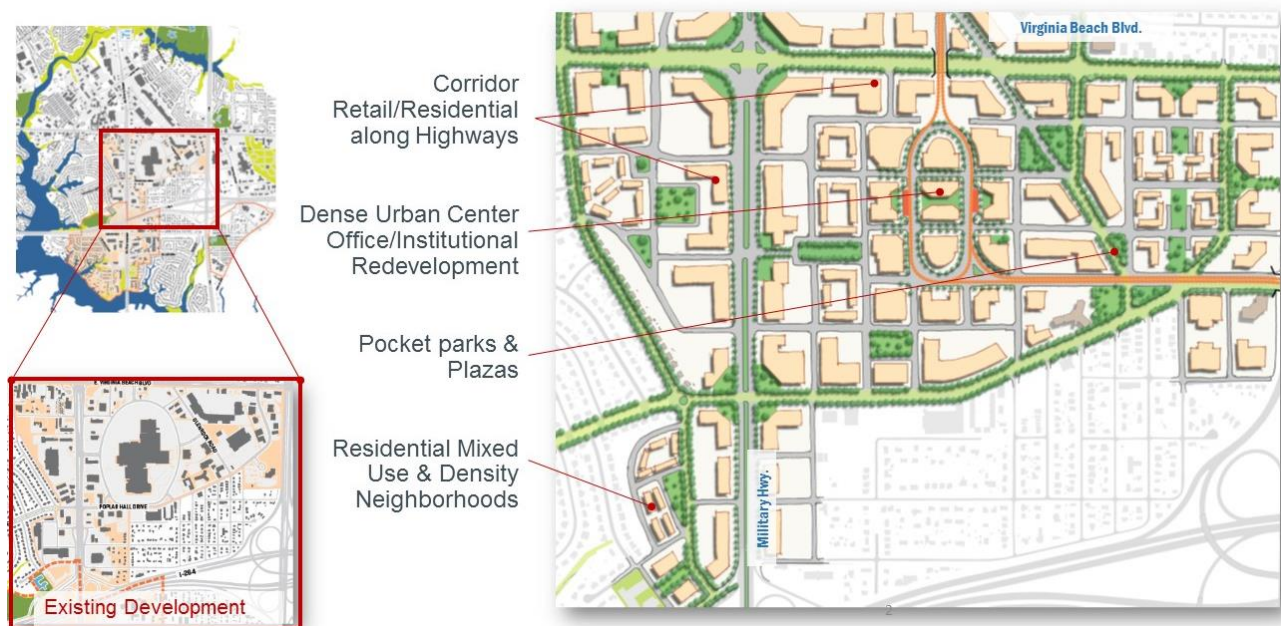 Corridor
Retail/Residential
along Highways
Dense Urban Center
Office/Institutional
Redevelopment
Pocket parks &
Plazas
Residential Mixed
Use & Density
Neighborhoods
E. VIRGINIA BEACH BLVD
POPLAR HALL DRIVE
I-264
Existing Development
Virginia Beach Blvd.
Military Hwy.
2